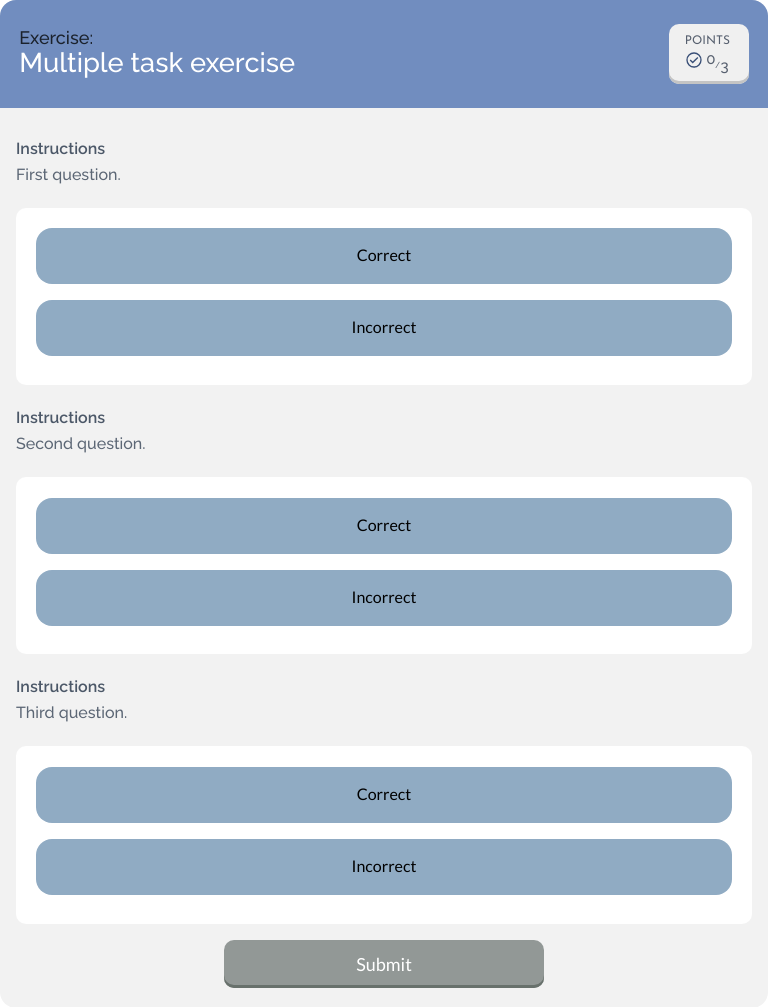 Exercise:
Multiple task exercise
POINTS
0/3
Instructions
First question.
Correct
Incorrect
Instructions
Second question.
Correct
Incorrect
Instructions
Third question.
Correct
Incorrect
Submit